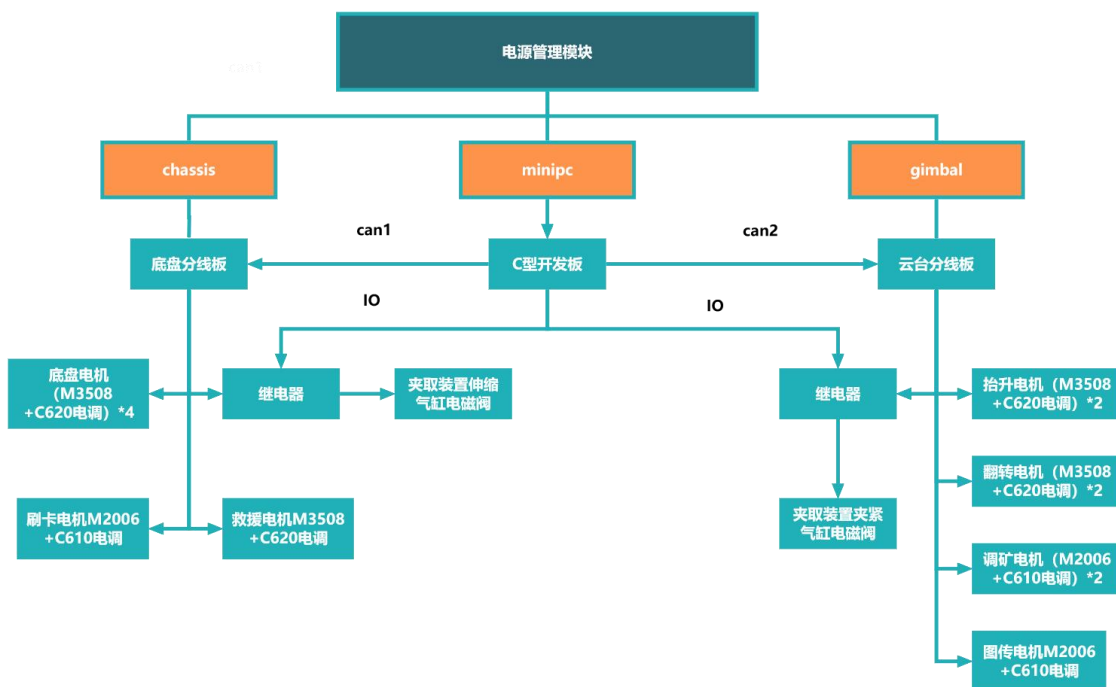 电源管理模块
chassis
minipc
gimbal
can1
can2
底盘分线板
C型开发板
云台分线板
IO
IO
底盘电机
（M3508
+C620电调）*4
继电器
夹取装置伸缩
气缸电磁阀
继电器
抬升电机（M3508
+C620电调）*2
翻转电机（M3508
+C620电调）*2
刷卡电机M2006
+C610电调
救援电机M3508
+C620电调
夹取装置夹紧
气缸电磁阀
调矿电机（M2006
+C610电调）*2
图传电机M2006
+C610电调